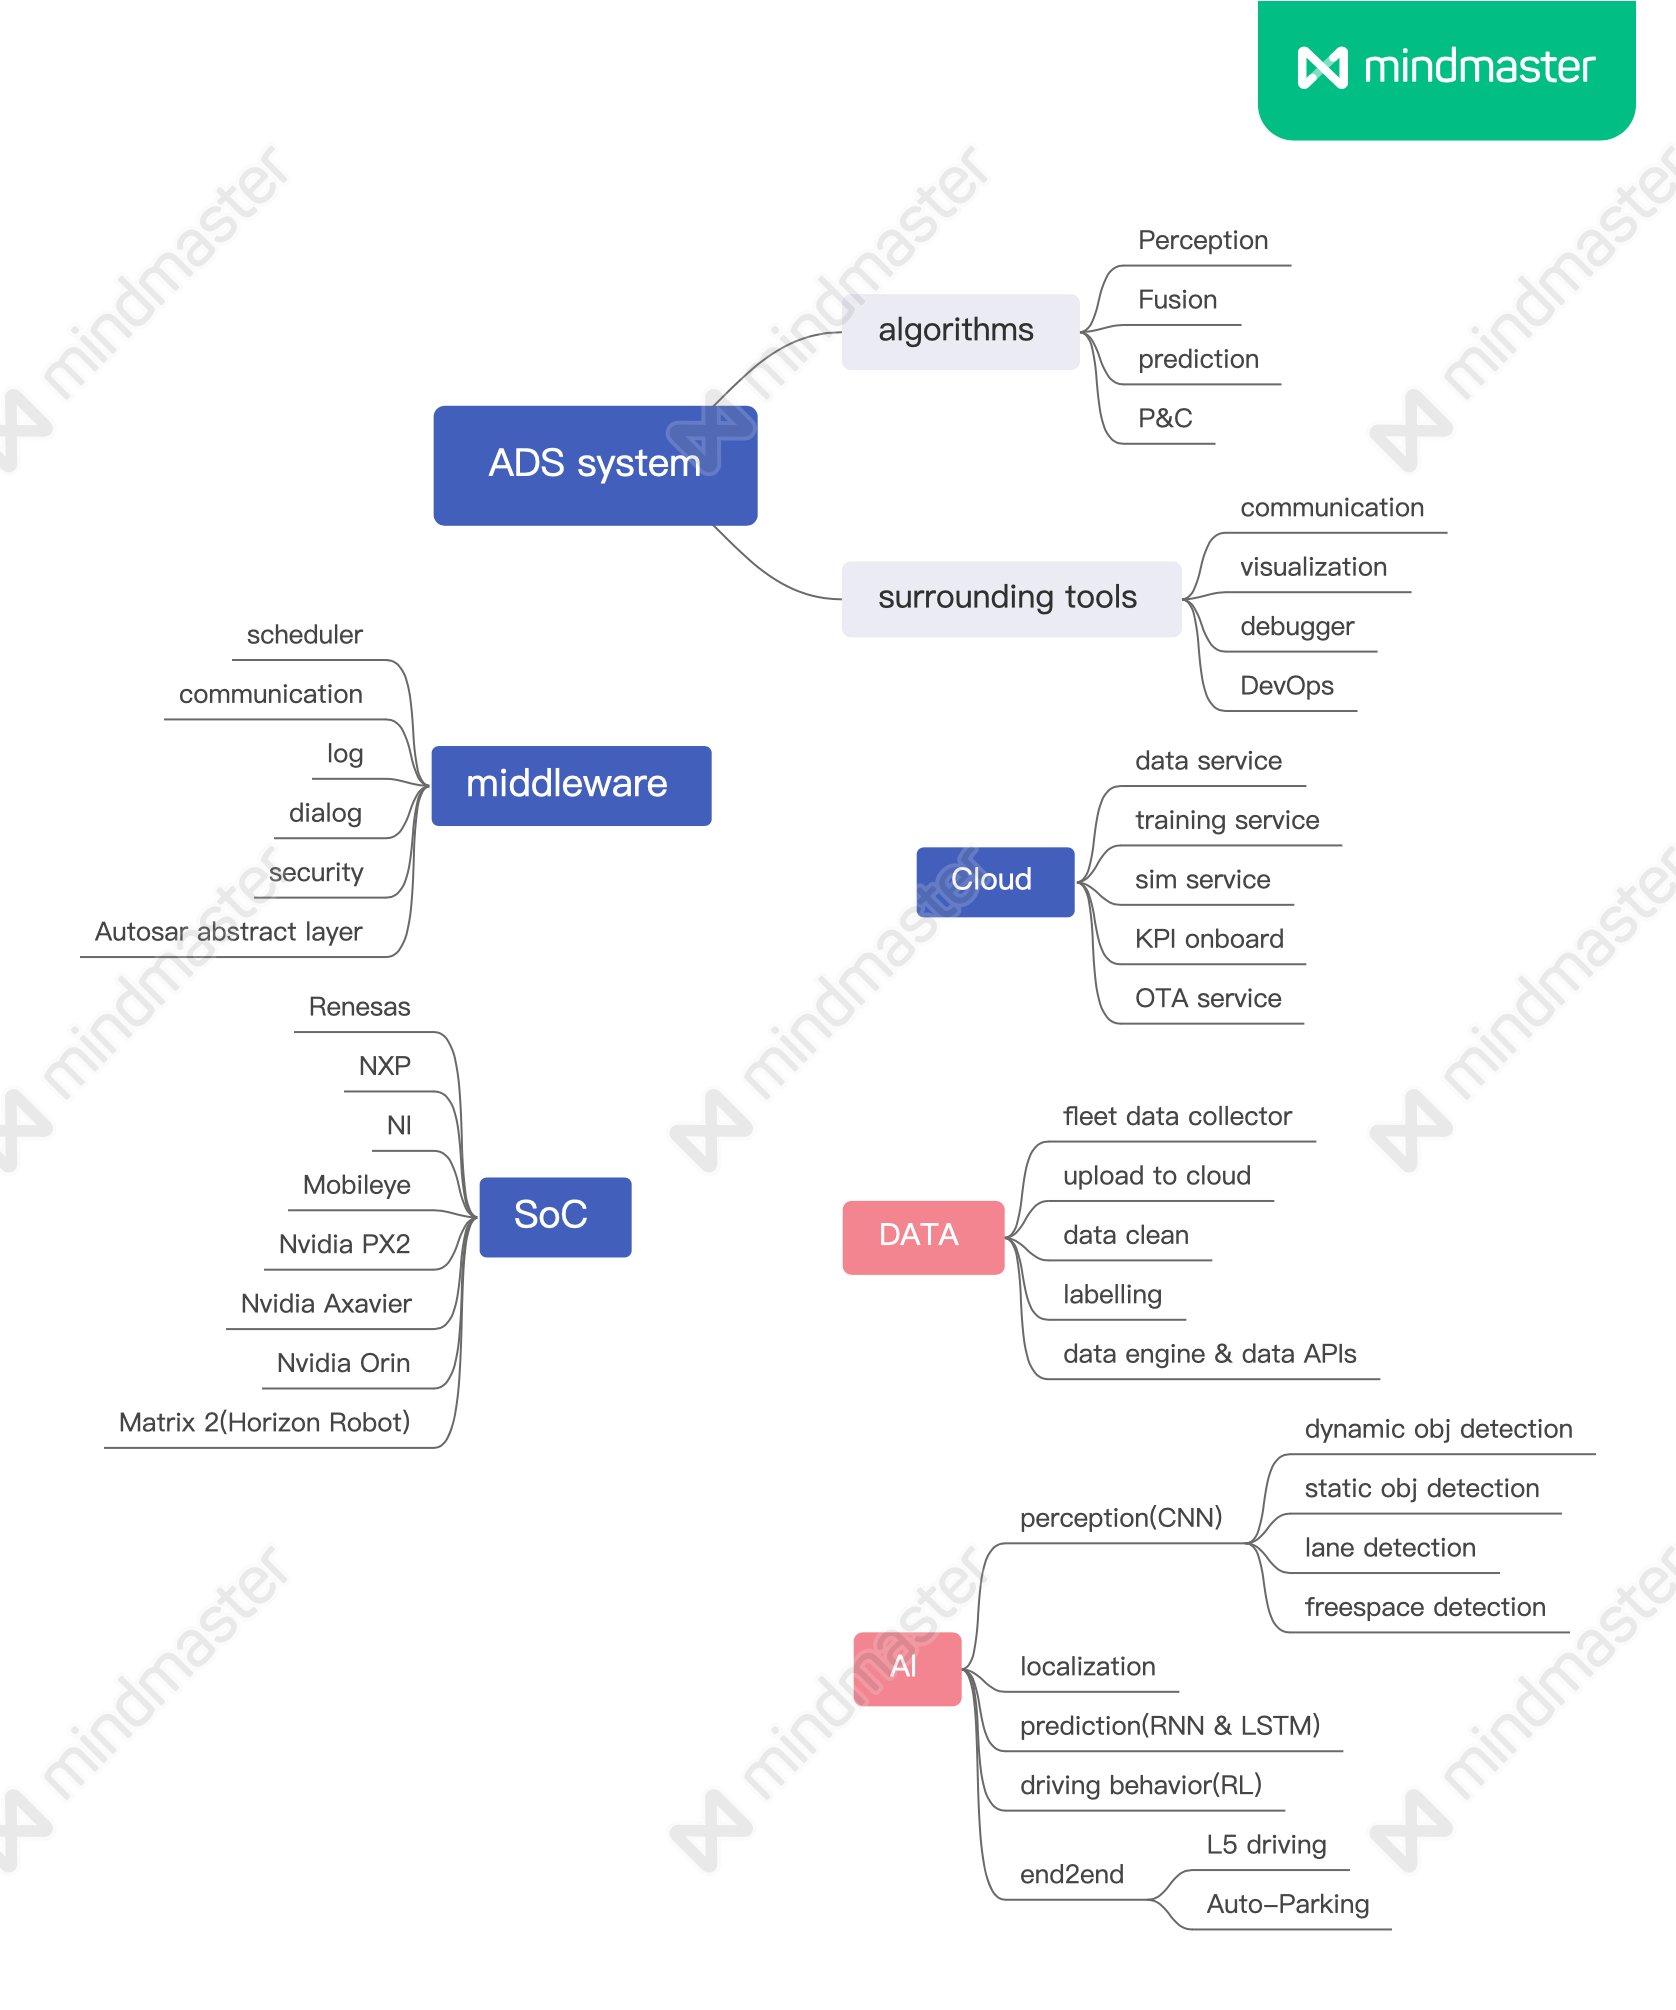 mindmaster
ADS system
algorithms
Perception
Fusion
prediction
P&C
surrounding tools
communication
visualization
debugger
DevOps
middleware
scheduler
communication
log
dialog
security
Autosar abstract layer
Cloud
data service
training service
sim service
KPI onboard
OTA service
SoC
Renesas
NXP
NI
Mobileye
Nvidia PX2
Nvidia Axavier
Nvidia Orin
Matrix 2(Horizon Robot)
DATA
fleet data collector
upload to cloud
data clean
labelling
data engine & data APIs
AI
perception(CNN)
dynamic obj detection
static obj detection
lane detection
freespace detection
localization
prediction(RNN & LSTM)
driving behavior(RL)
end2end
L5 driving
Auto–Parking
mindmaster
mindmaster
mindmaster
mindmaster
mindmaster
mindmaster
mindmaster
mindmaster
mindmaster